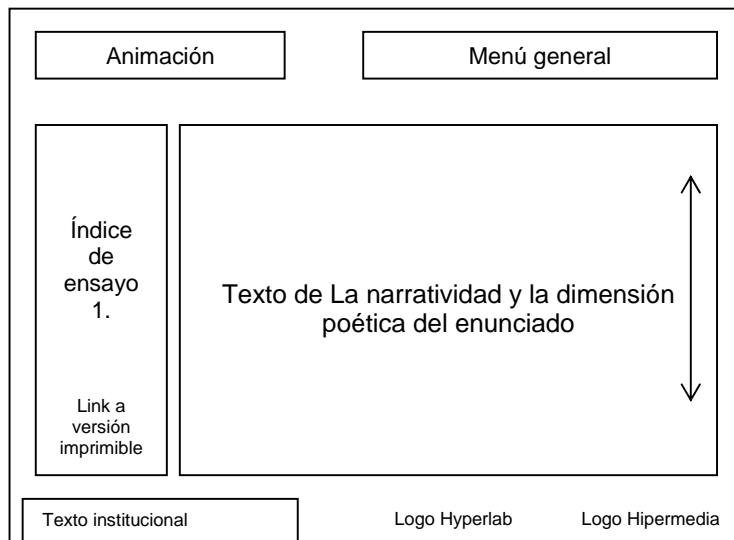 Animación
Menú general
Índice
de
ensayo
1.
Link a
versión
imprimible
Texto de La narratividad y la dimensión
poética del enunciado
Texto institucional
Logo Hyperlab
Logo Hipermedia